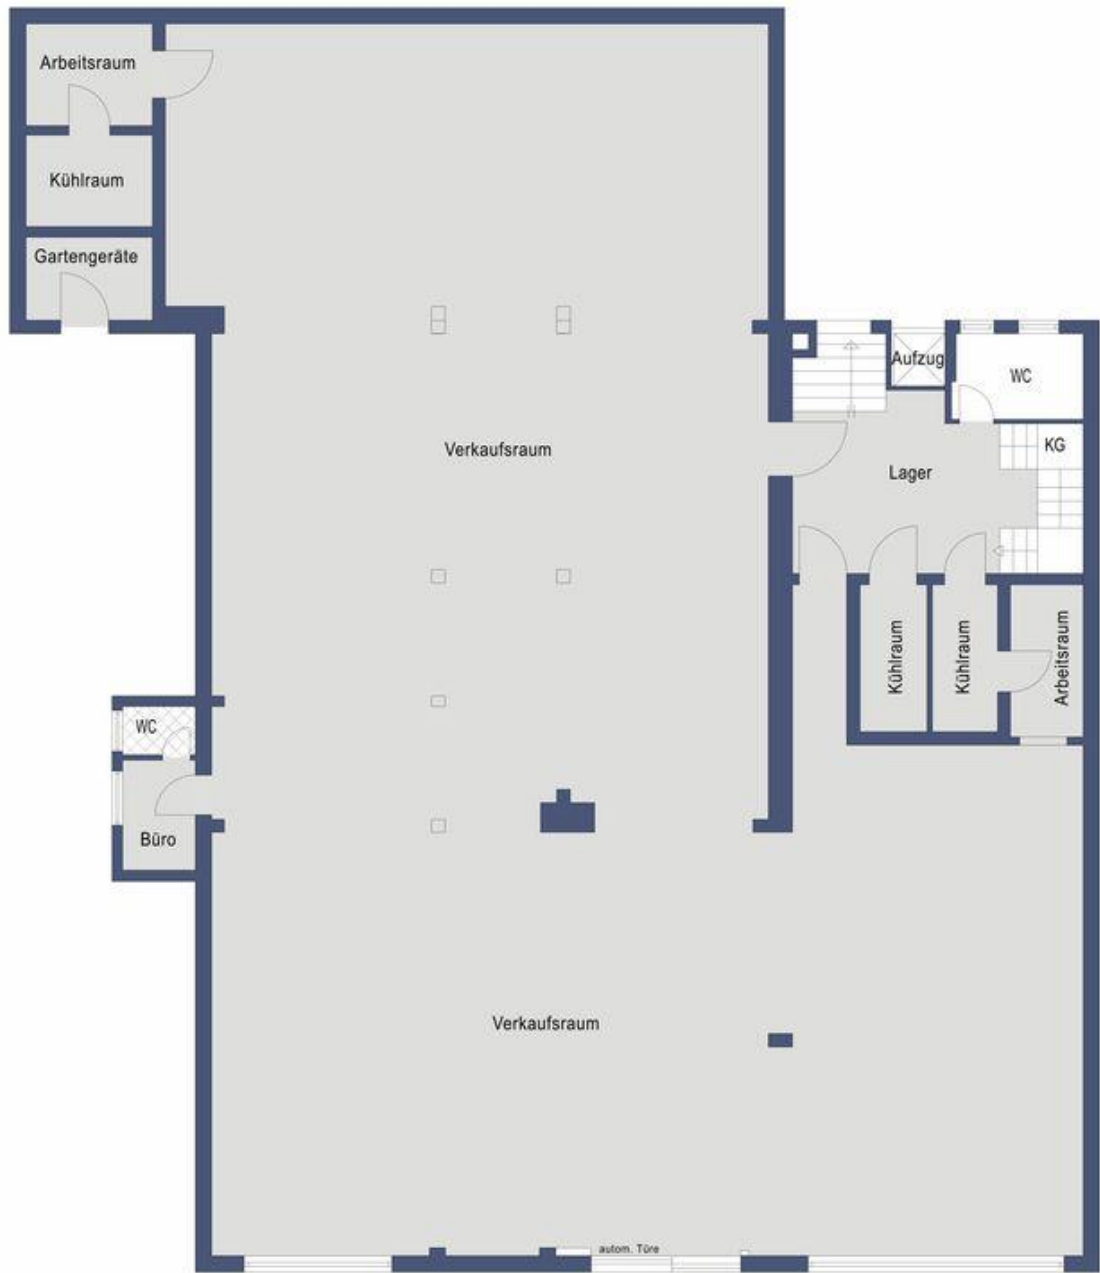 Arbeitsraum
Kühlraum
Gartengeräte
Aufzug
WC
Verkaufsraum
KG
Lager
Kühlraum
Kühlraum
Arbeitsraum
WC
Büro
Verkaufsraum
autom. Türe